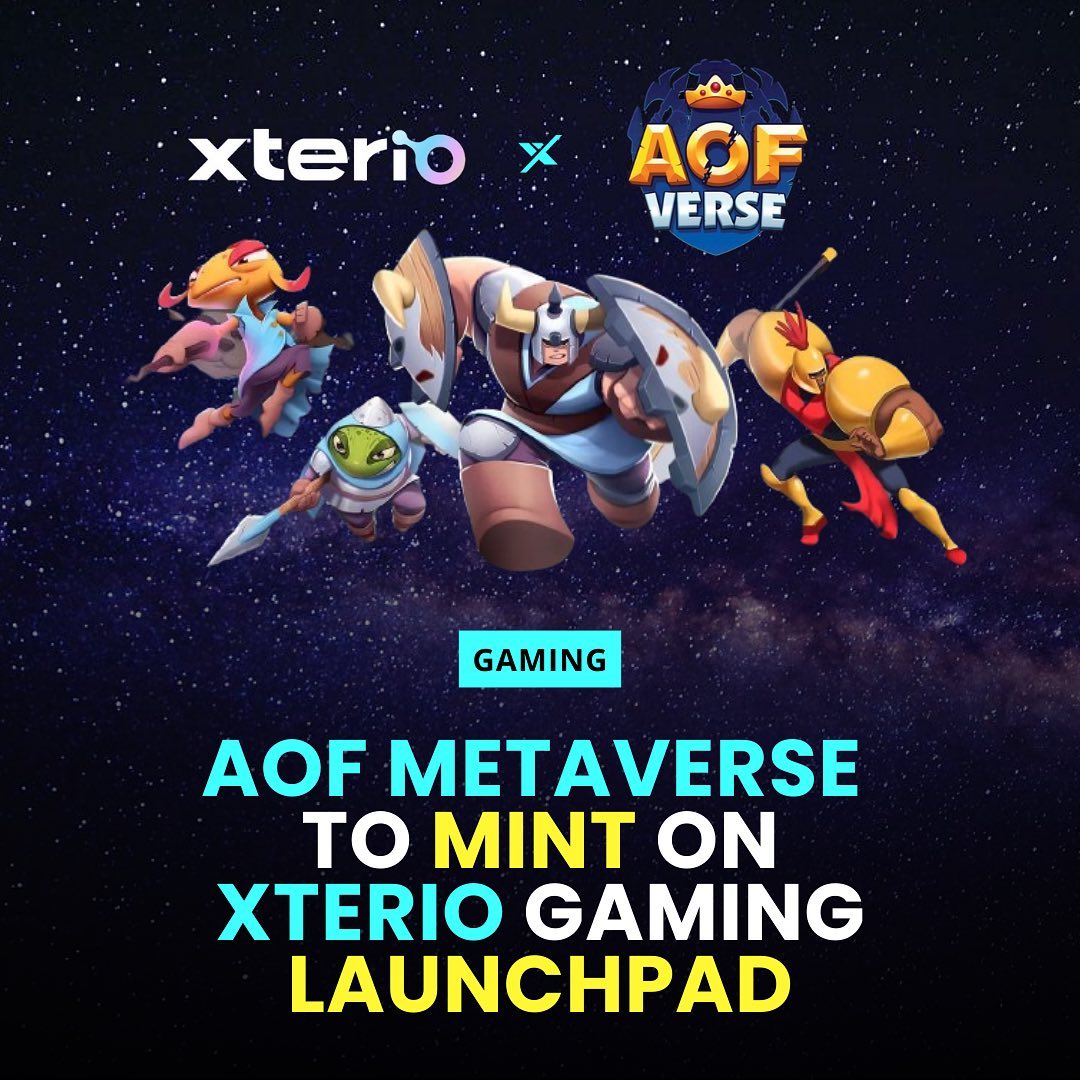 xterio x AOF
VERSE
GAMING
AOF METAVERSE
TO MINT ON
XTERIO GAMING
LAUNCHPAD